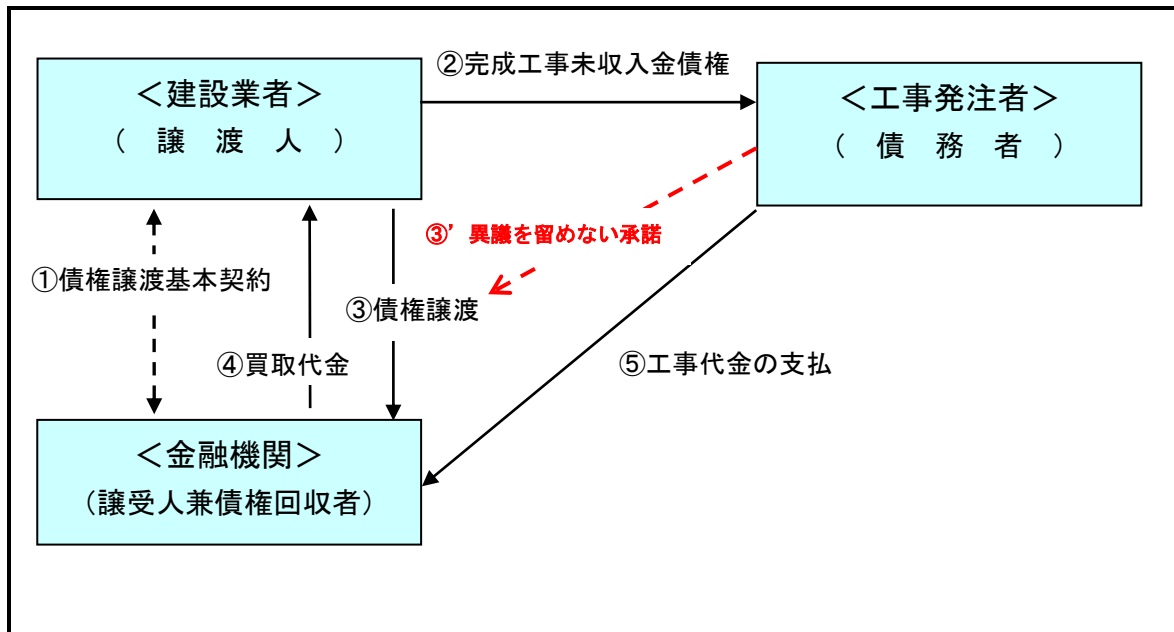 ②完成工事未収入金債権
＜建設業者＞
（　譲　渡　人　）
＜工事発注者＞
（　債　務　者　）
③’異議を留めない承諾
①債権譲渡基本契約
③債権譲渡
④買取代金
⑤工事代金の支払
＜金融機関＞
（譲受人兼債権回収者）